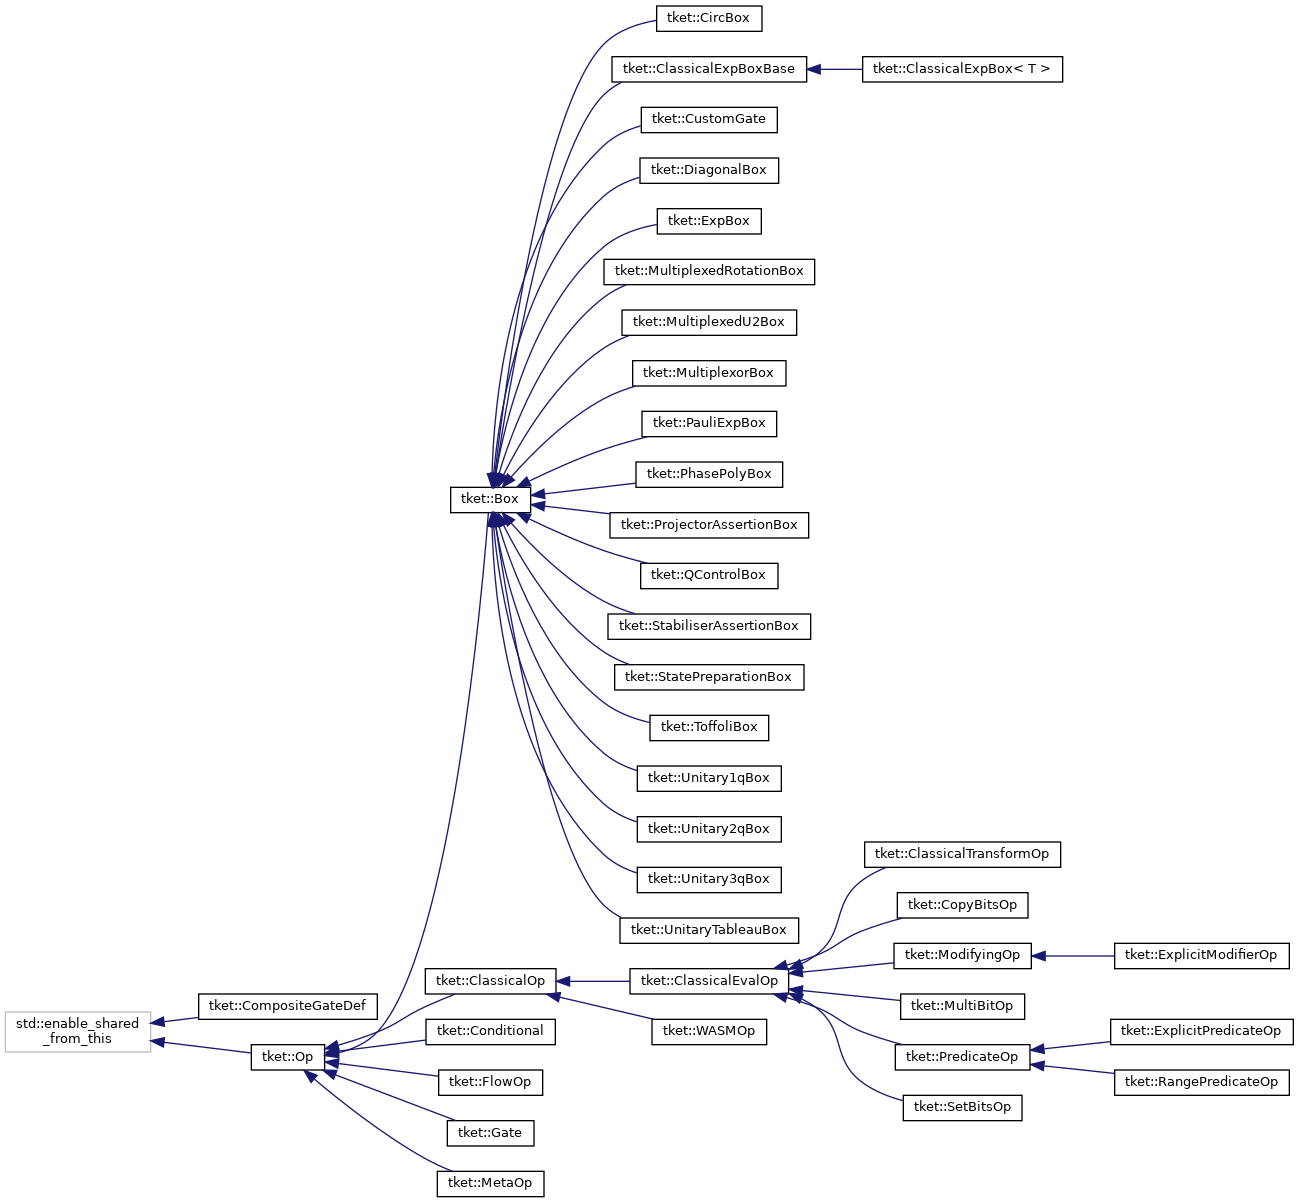 tket::CircBox
tket::ClassicalExpBoxBase
tket::ClassicalExpBox< T >
tket::CustomGate
tket::DiagonalBox
tket::ExpBox
tket::MultiplexedRotationBox
tket::MultiplexedU2Box
tket::MultiplexorBox
tket::PauliExpBox
tket::PhasePolyBox
tket::Box
tket::ProjectorAssertionBox
tket::QControlBox
tket::StabiliserAssertionBox
tket::StatePreparationBox
tket::ToffoliBox
tket::Unitary1qBox
tket::Unitary2qBox
tket::ClassicalTransformOp
tket::Unitary3qBox
tket::CopyBitsOp
tket::UnitaryTableauBox
tket::ModifyingOp
tket::ExplicitModifierOp
tket::ClassicalOp
tket::ClassicalEvalOp
tket::CompositeGateDef
tket::MultiBitOp
std::enable_shared
_from_this
tket::Conditional
tket::WASMOp
tket::ExplicitPredicateOp
tket::Op
tket::PredicateOp
tket::FlowOp
tket::RangePredicateOp
tket::SetBitsOp
tket::Gate
tket::MetaOp